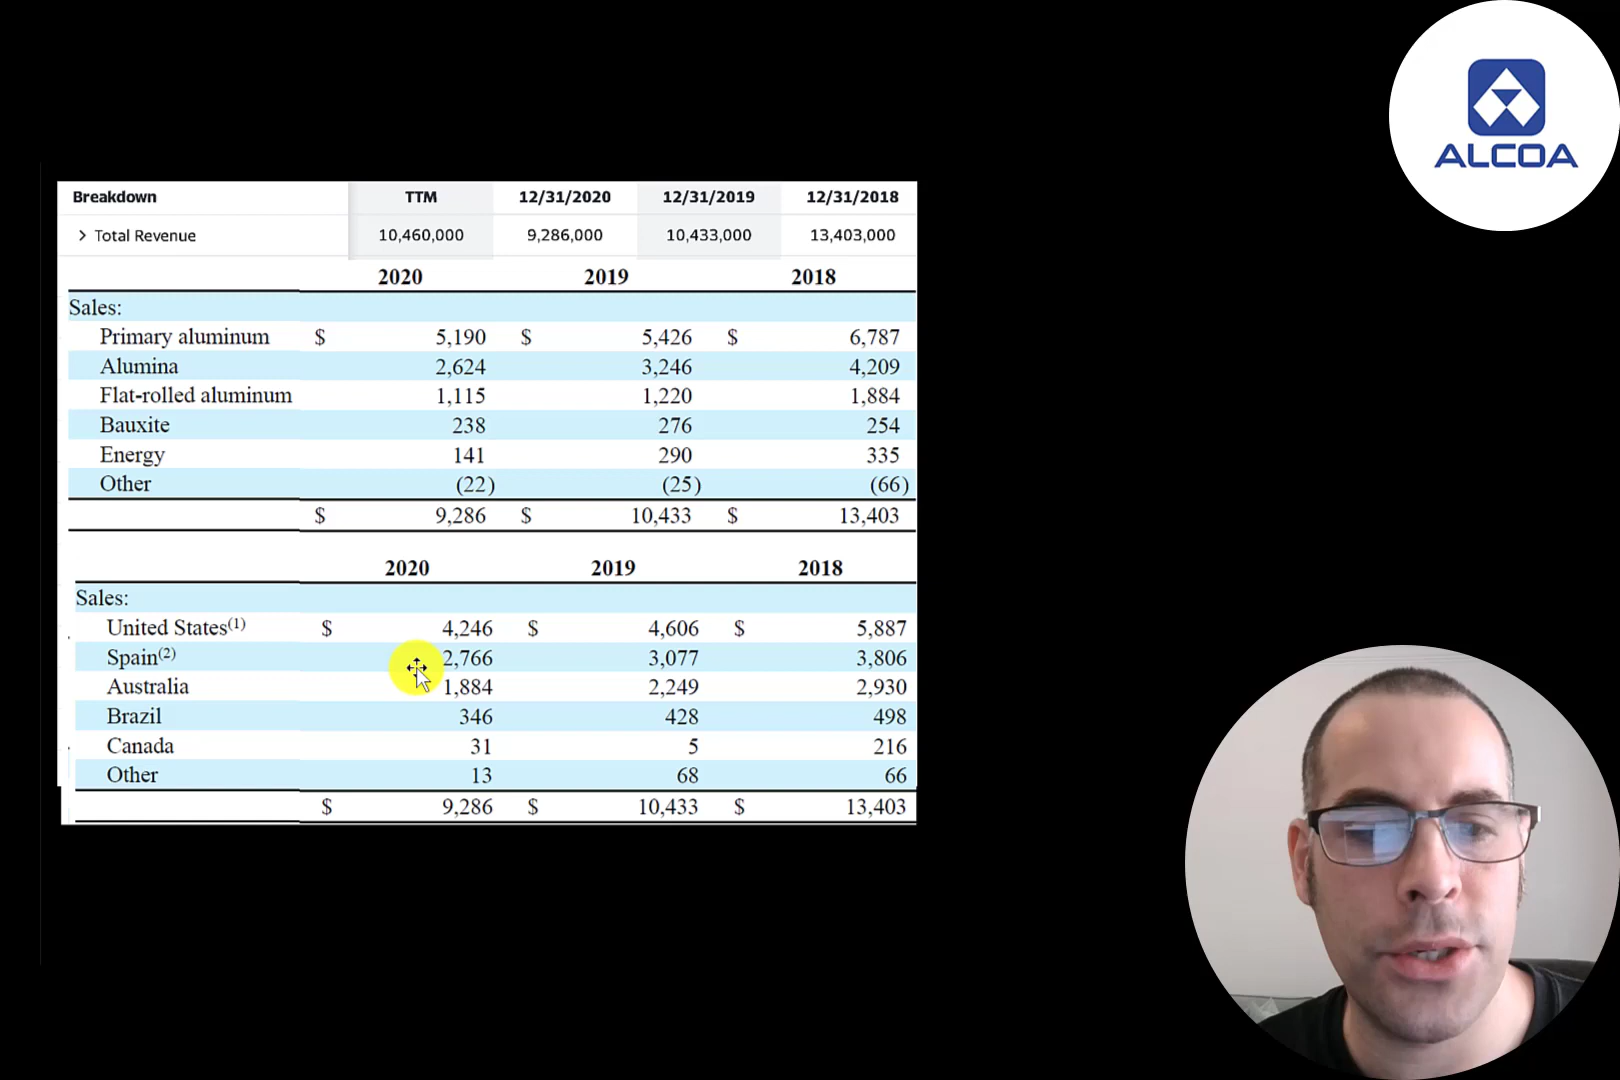 ALCOA
Breakdown TTM 12/31/2020 12/31/2019 12/31/2018
> Total Revenue 10,460,000 9,286,000 10,433,000 13,403,000
2020 2019 2018
Sales:
Primary aluminum $ 5,190 $ 5,426 $ 6,787
Alumina 2,624 3,246 4,209
Flat-rolled aluminum 1,115 1,220 1,884
Bauxite 238 276 254
Energy 141 290 335
Other (22) (25) (66)
$ 9,286 $ 10,433 $ 13,403
2020 2019 2018
Sales:
United States(1) $ 4,246 $ 4,606 $ 5,887
Spain(2) 2,766 3,077 3,806
Australia 1,884 2,249 2,930
Brazil 346 428 498
Canada 31 5 216
Other 13 68 66
$ 9,286 $ 10,433 $ 13,403